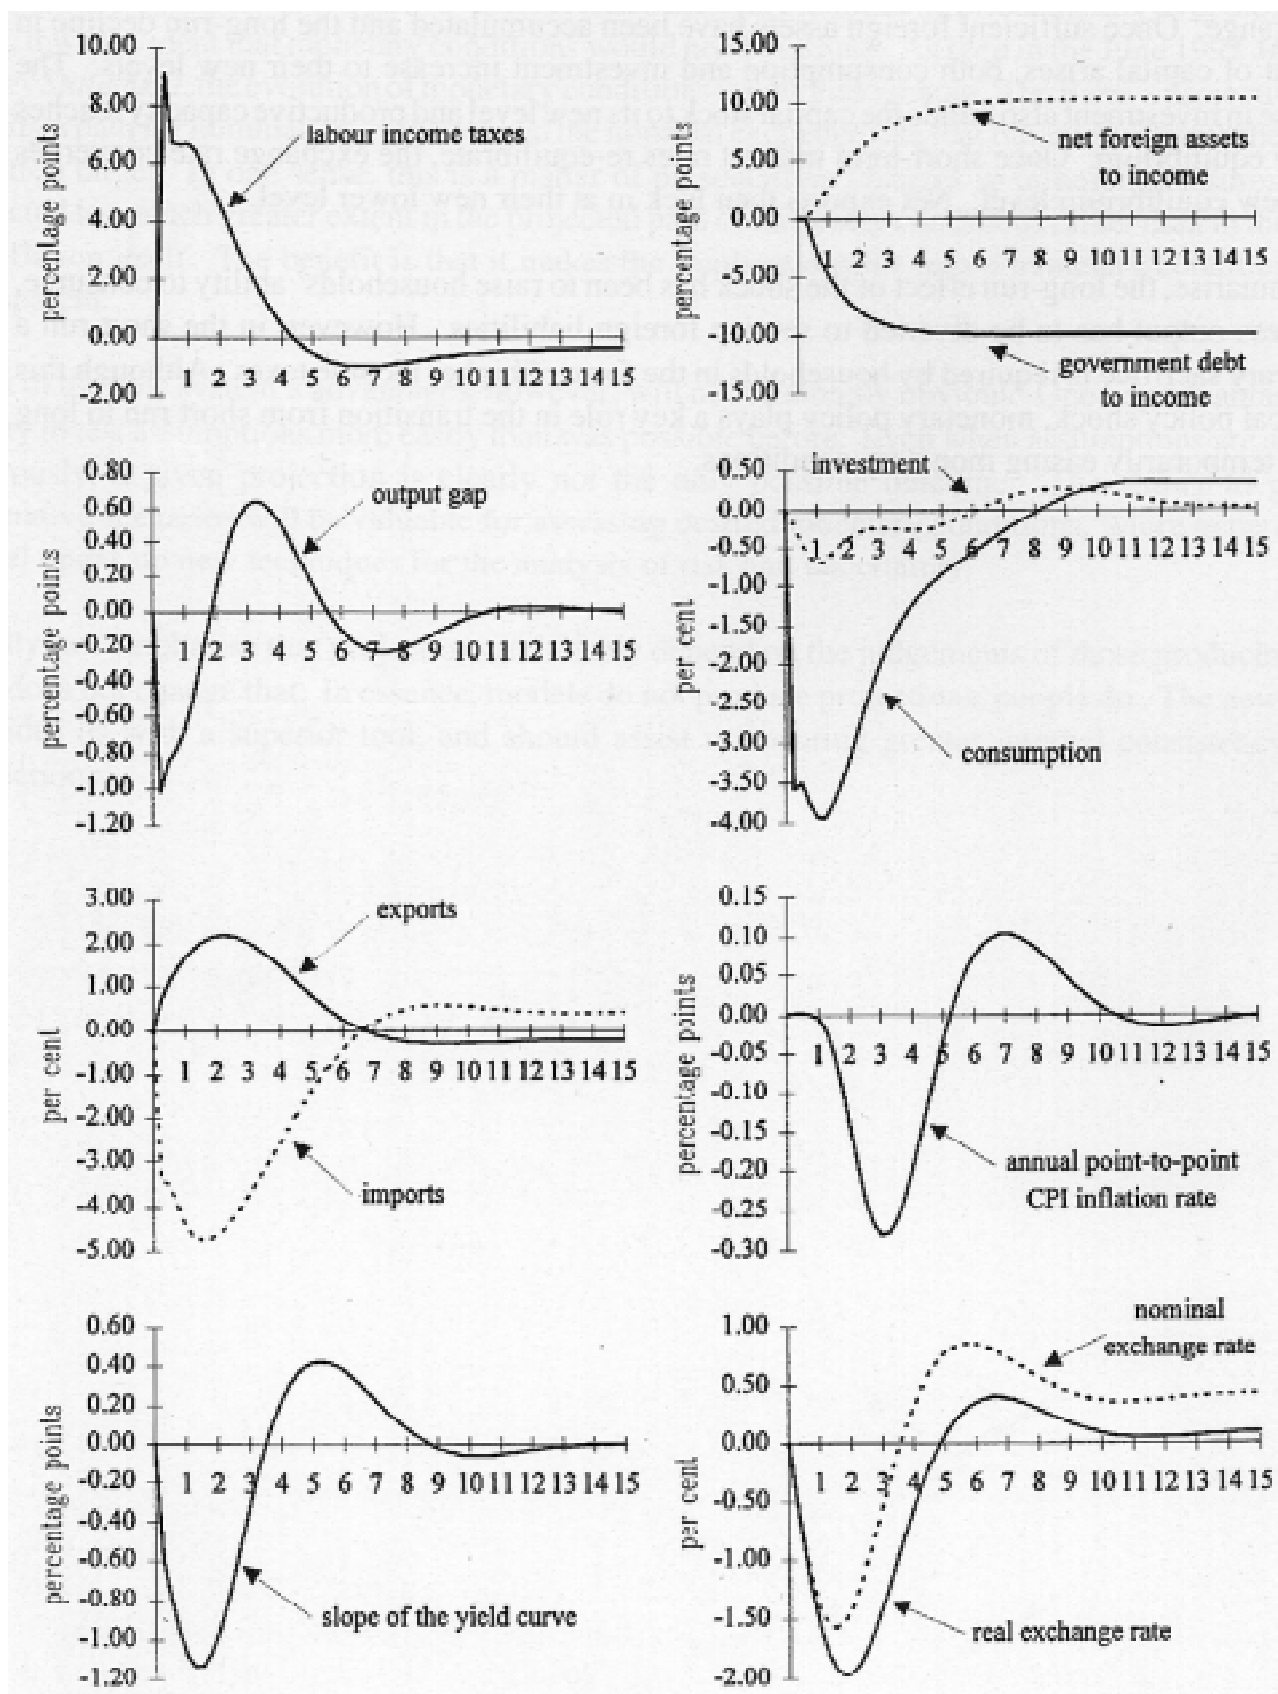 10.00
8.00
6.00
4.00
2.00
0.00
-2.00
percentage points
labour income taxes
1 2 3 4 5 6 7 8 9 10 11 12 13 14 15
15.00
10.00
5.00
0.00
-5.00
-10.00
-15.00
percentage points
net foreign assets
to income
1 2 3 4 5 6 7 8 9 10 11 12 13 14 15
government debt
to income
0.80
0.60
0.40
0.20
0.00
-0.20
-0.40
-0.60
-0.80
-1.00
-1.20
percentage points
output gap
1 2 3 4 5 6 7 8 9 10 11 12 13 14 15
0.50
0.00
-0.50
-1.00
-1.50
-2.00
-2.50
-3.00
-3.50
-4.00
per cent
investment
1 2 3 4 5 6 7 8 9 10 11 12 13 14 15
consumption
3.00
2.00
1.00
0.00
-1.00
-2.00
-3.00
-4.00
-5.00
per cent
exports
1 2 3 4 5 6 7 8 9 10 11 12 13 14 15
imports
0.15
0.10
0.05
0.00
-0.05
-0.10
-0.15
-0.20
-0.25
-0.30
percentage points
1 2 3 4 5 6 7 8 9 10 11 12 13 14 15
annual point-to-point
CPI inflation rate
0.60
0.40
0.20
0.00
-0.20
-0.40
-0.60
-0.80
-1.00
-1.20
percentage points
1 2 3 4 5 6 7 8 9 10 11 12 13 14 15
slope of the yield curve
1.00
0.50
0.00
-0.50
-1.00
-1.50
-2.00
per cent
nominal
exchange rate
1 2 3 4 5 6 7 8 9 10 11 12 13 14 15
real exchange rate